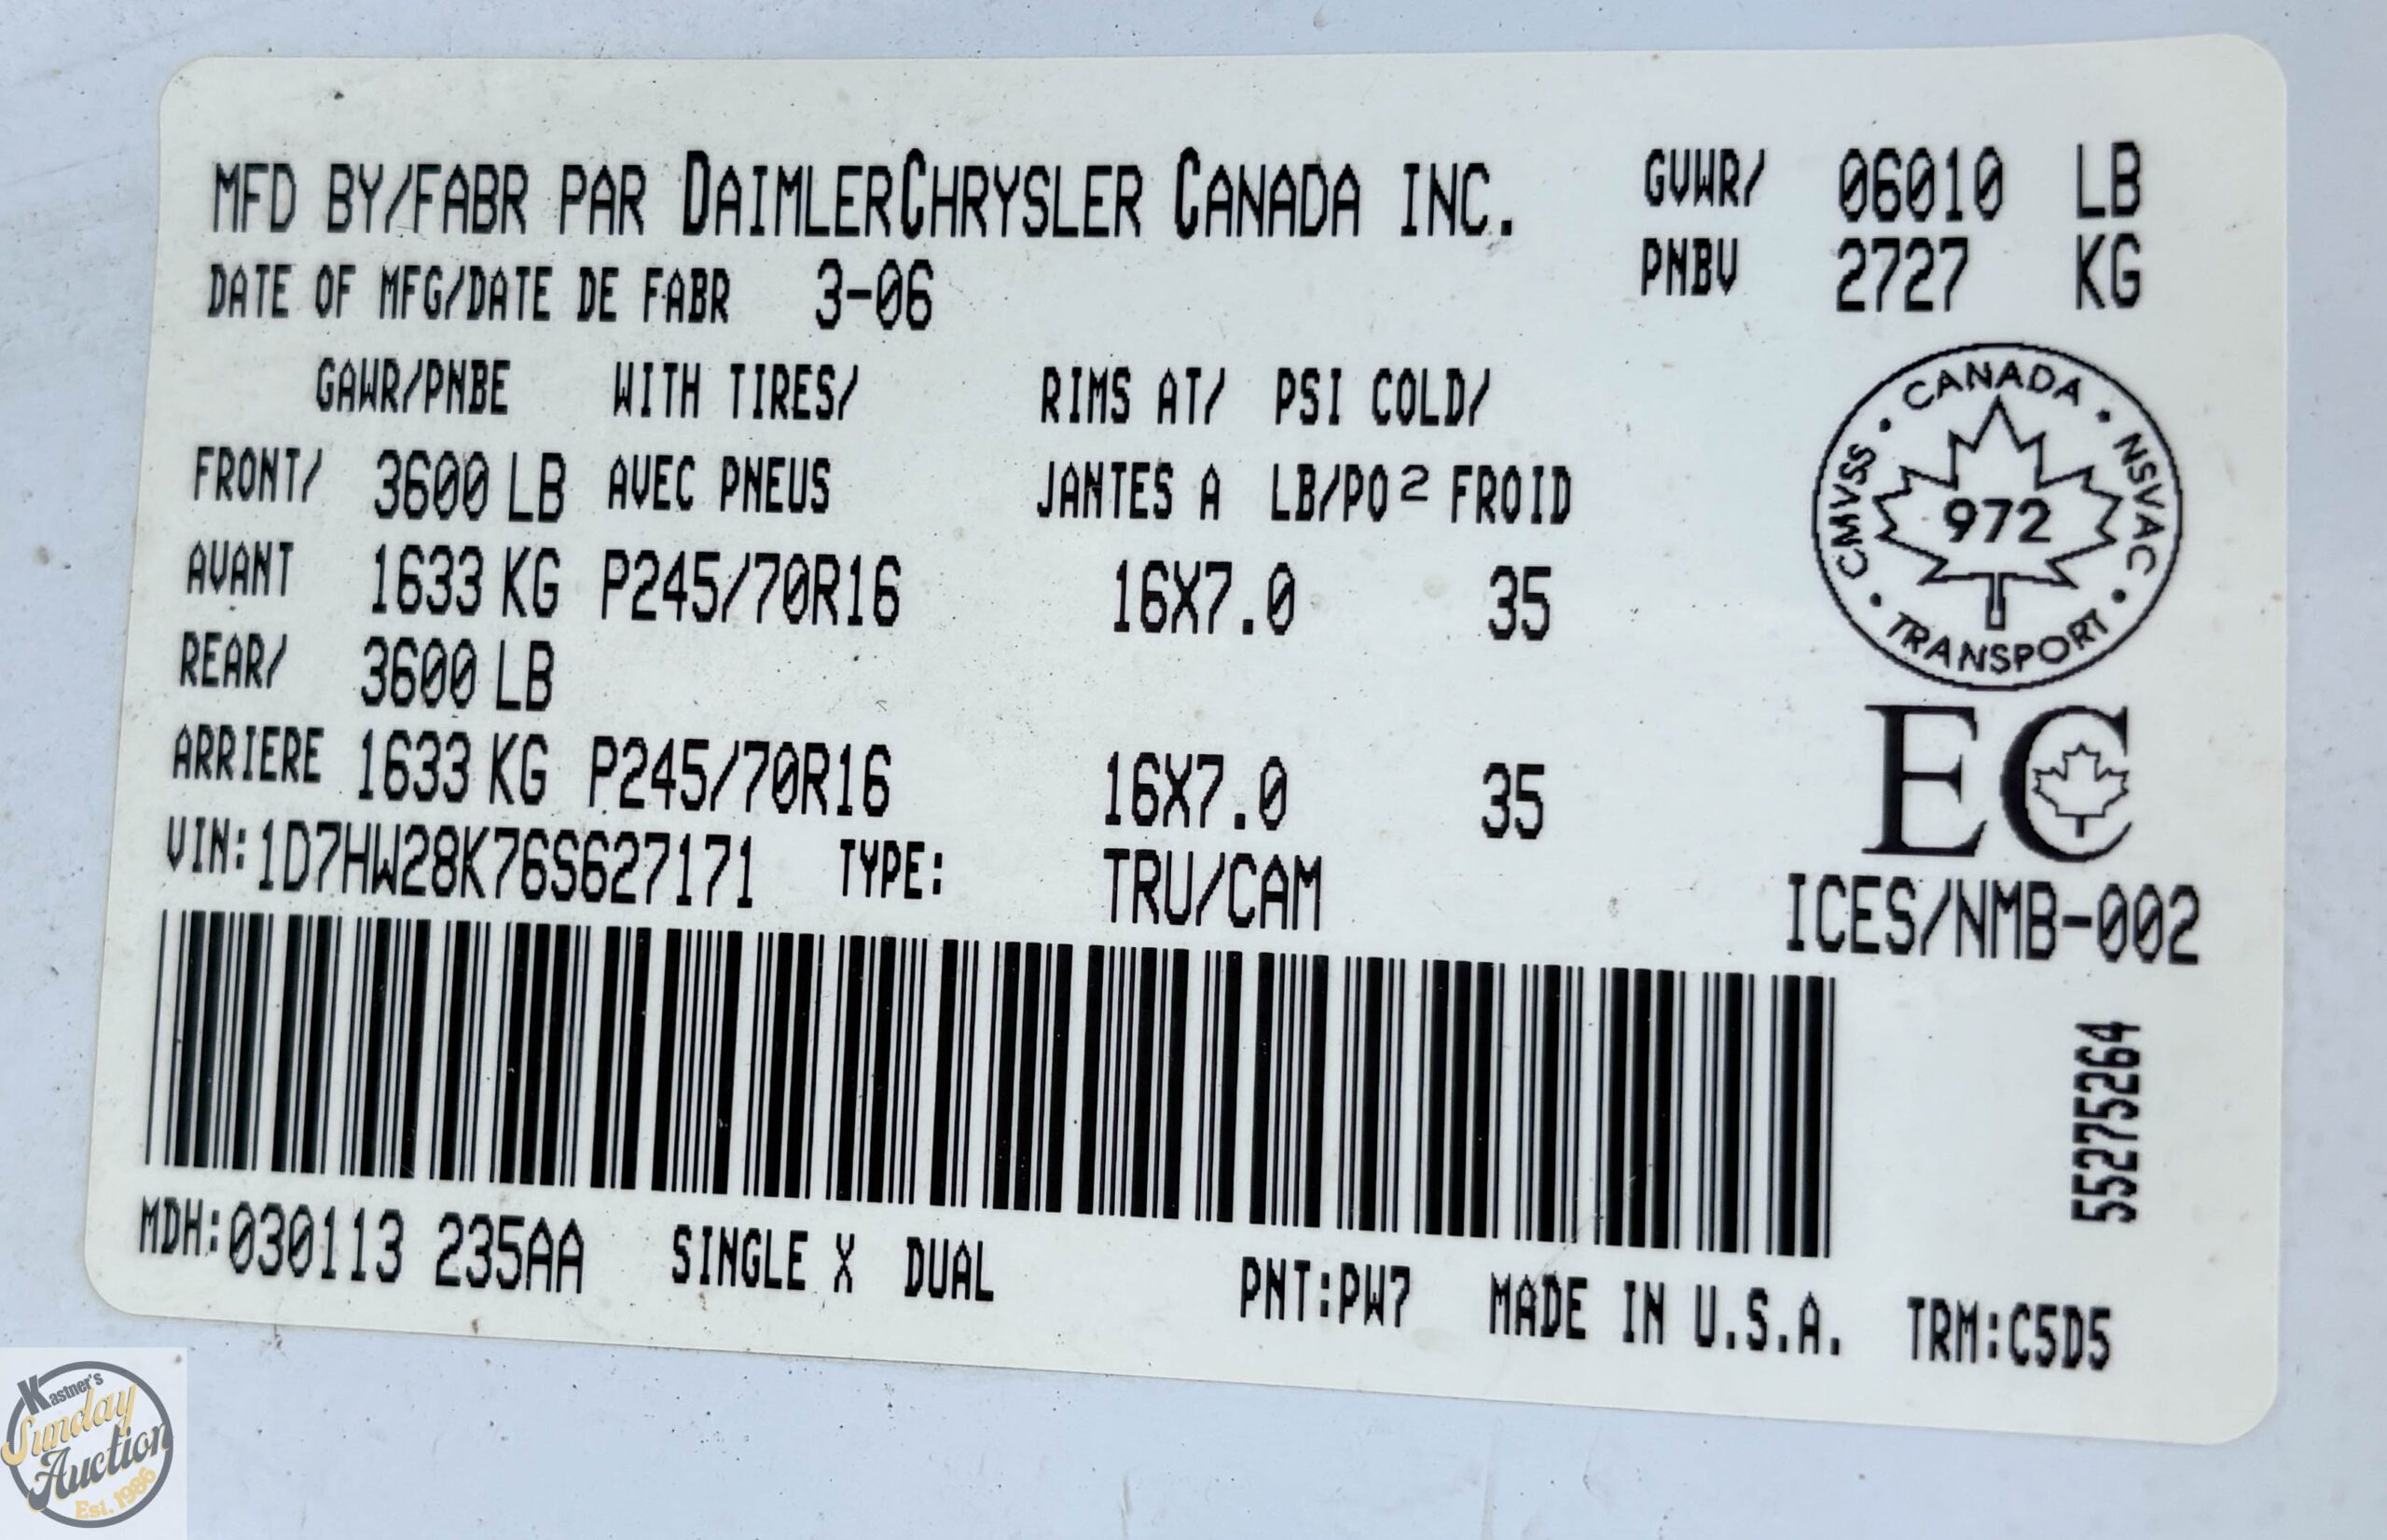 MFD BY/FABR PAR DAIMLERCHRYSLER CANADA INC. GVWR/ 06010 LB
DATE OF MFG/DATE DE FABR 3-06 PNBV 2727 KG
GAWR/PNBE WITH TIRES/ RIMS AT/ PSI COLD/
FRONT/ 3600 LB AVEC PNEUS JANTES A LB/PO² FROID
AVANT 1633 KG P245/70R16 16X7.0 35
REAR/ 3600 LB
ARRIERE 1633 KG P245/70R16 16X7.0 35
VIN:1D7HW28K76S627171 TYPE: TRU/CAM
CANADA • NSVAC • TRANSPORT • CMVSS •
972
EC
ICES/NMB-002
55275264
MDH:030113 235AA SINGLE X DUAL PNT:PW7 MADE IN U.S.A. TRM:C5D5
Kastner's
Sunday
Auction
Est. 1986